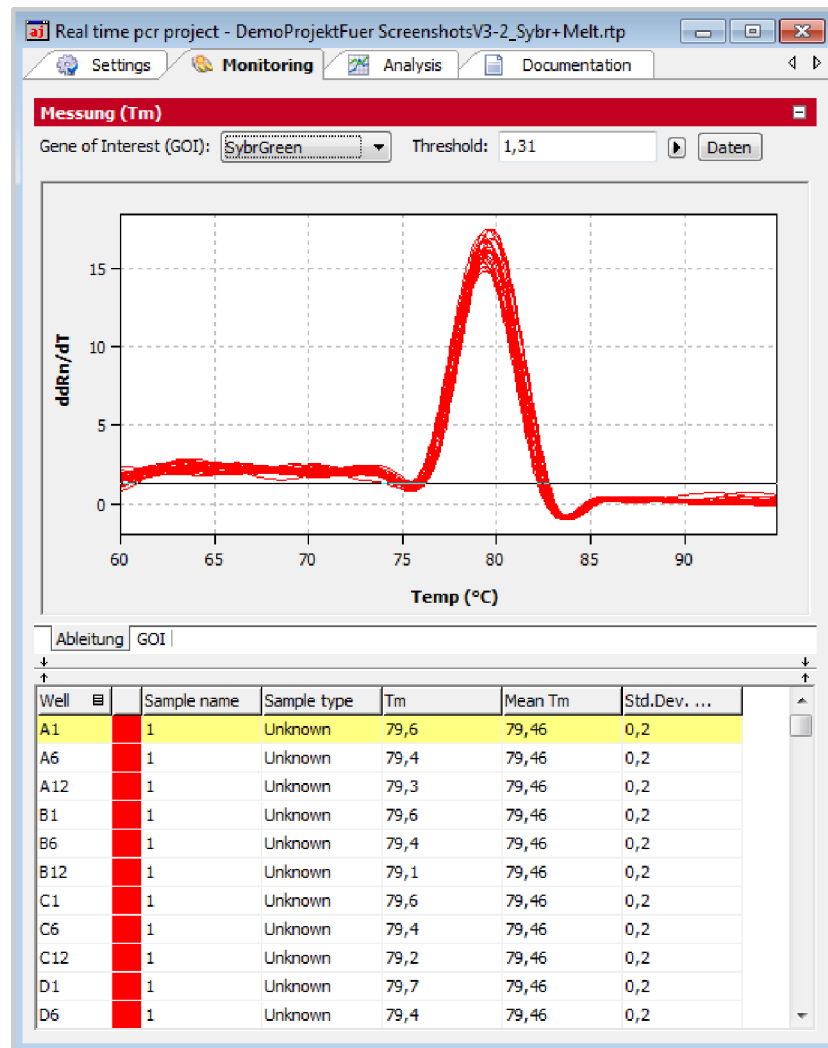 aj Real time pcr project - DemoProjektFuer ScreenshotsV3-2_Sybr+Melt.rtp
Settings Monitoring Analysis Documentation
Messung (Tm)
Gene of Interest (GOI): SybrGreen Threshold: 1,31 Daten
15
10
5
0
ddRn/dT
60 65 70 75 80 85 90
Temp (°C)
Ableitung GOI
Well Sample name Sample type Tm Mean Tm Std.Dev. ...
A1 1 Unknown 79,6 79,46 0,2
A6 1 Unknown 79,4 79,46 0,2
A12 1 Unknown 79,3 79,46 0,2
B1 1 Unknown 79,6 79,46 0,2
B6 1 Unknown 79,4 79,46 0,2
B12 1 Unknown 79,1 79,46 0,2
C1 1 Unknown 79,6 79,46 0,2
C6 1 Unknown 79,4 79,46 0,2
C12 1 Unknown 79,2 79,46 0,2
D1 1 Unknown 79,7 79,46 0,2
D6 1 Unknown 79,4 79,46 0,2